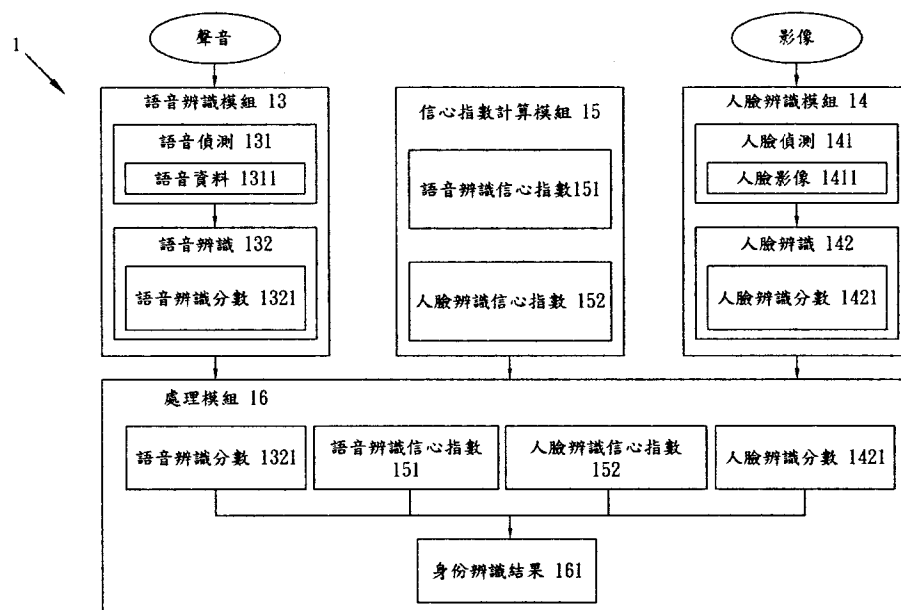 1
聲音
影像
語音辨識模組 13
語音偵測 131
語音資料 1311
語音辨識 132
語音辨識分數 1321
信心指數計算模組 15
語音辨識信心指數151
人臉辨識信心指數 152
人臉辨識模組 14
人臉偵測 141
人臉影像 1411
人臉辨識 142
人臉辨識分數 1421
處理模組 16
語音辨識分數 1321
語音辨識信心指數
151
人臉辨識信心指數
152
人臉辨識分數 1421
身份辨識結果 161